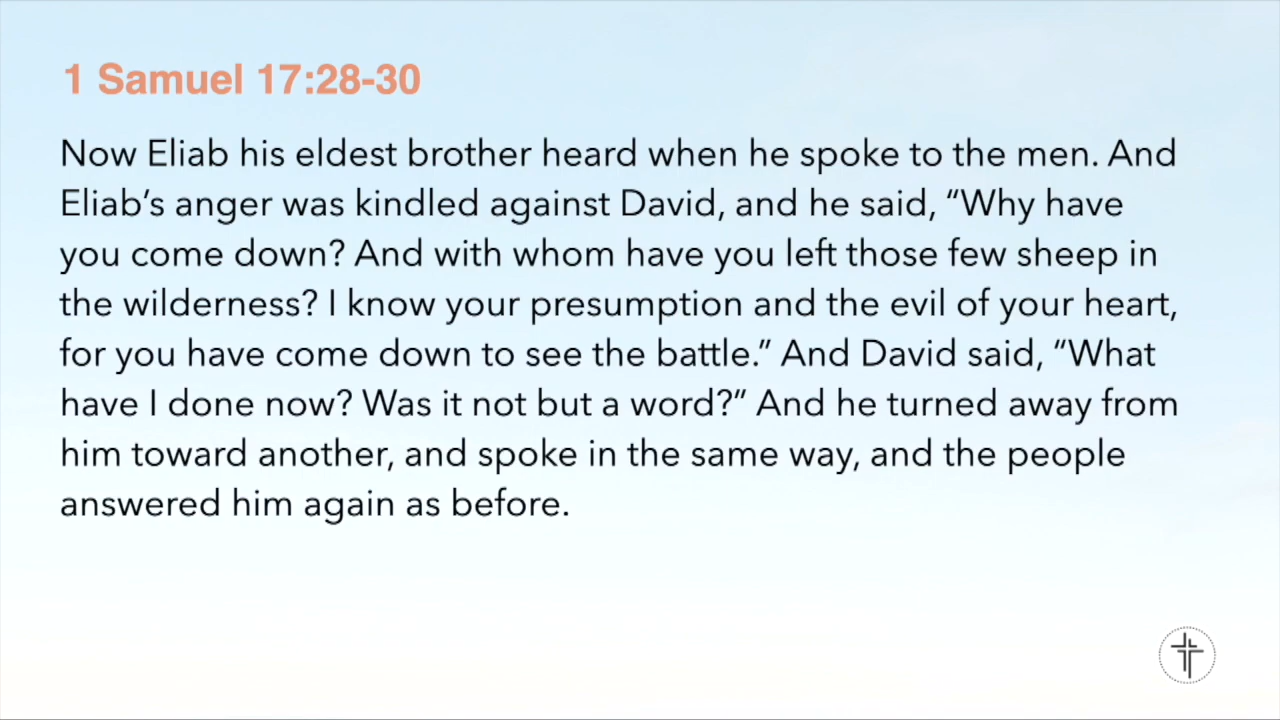 1 Samuel 17:28-30
Now Eliab his eldest brother heard when he spoke to the men. And
Eliab’s anger was kindled against David, and he said, “Why have
you come down? And with whom have you left those few sheep in
the wilderness? I know your presumption and the evil of your heart,
for you have come down to see the battle.” And David said, “What
have I done now? Was it not but a word?” And he turned away from
him toward another, and spoke in the same way, and the people
answered him again as before.